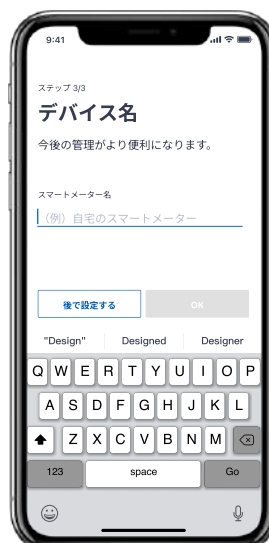 9:41
ステップ 3/3
デバイス名
今後の管理がより便利になります。
スマートメーター名
（例）自宅のスマートメーター
後で設定する OK
"Design" Designed Designer
Q W E R T Y U I O P
A S D F G H J K L
Z X C V B N M
123 space Go